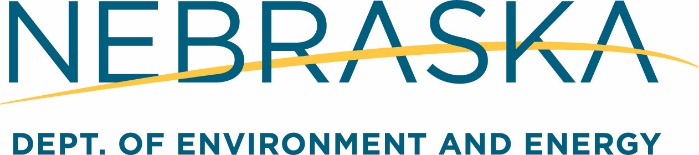 NEBRASKA
DEPT. OF ENVIRONMENT AND ENERGY